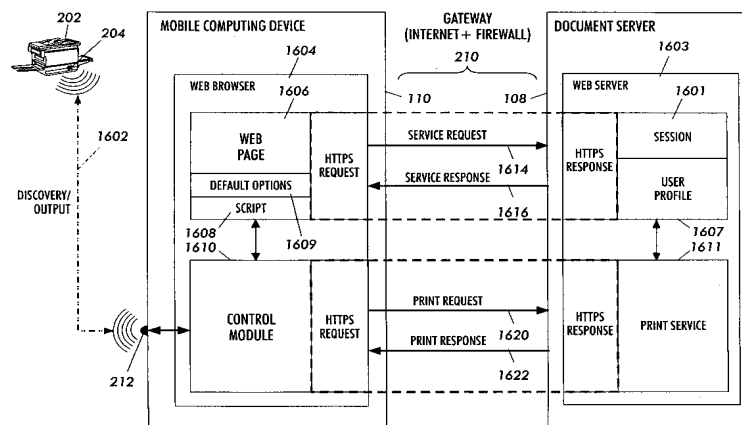 202
204
1602
DISCOVERY/
OUTPUT
212
MOBILE COMPUTING DEVICE
1604
WEB BROWSER
1606
WEB
PAGE
DEFAULT OPTIONS
SCRIPT
1608
1609
1610
HTTPS
REQUEST
CONTROL
MODULE
HTTPS
REQUEST
GATEWAY
(INTERNET + FIREWALL)
210
110
108
SERVICE REQUEST
1614
SERVICE RESPONSE
1616
PRINT REQUEST
1620
PRINT RESPONSE
1622
DOCUMENT SERVER
1603
WEB SERVER
1601
HTTPS
RESPONSE
SESSION
USER
PROFILE
1607
1611
HTTPS
RESPONSE
PRINT SERVICE